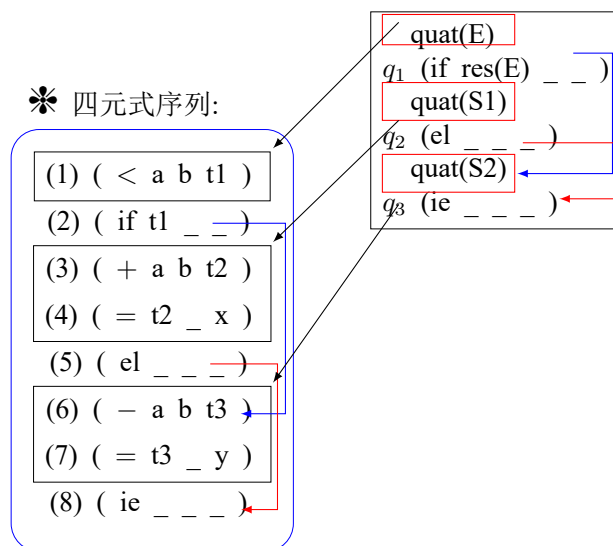 quat(E)
q1 (if res(E) _ _ )
quat(S1)
q2 (el _ _ _ )
quat(S2)
q3 (ie _ _ _ )
❉ 四元式序列:
(1) ( < a b t1 )
(2) ( if t1 _ _ )
(3) ( + a b t2 )
(4) ( = t2 _ x )
(5) ( el _ _ _ )
(6) ( − a b t3 )
(7) ( = t3 _ y )
(8) ( ie _ _ _ )